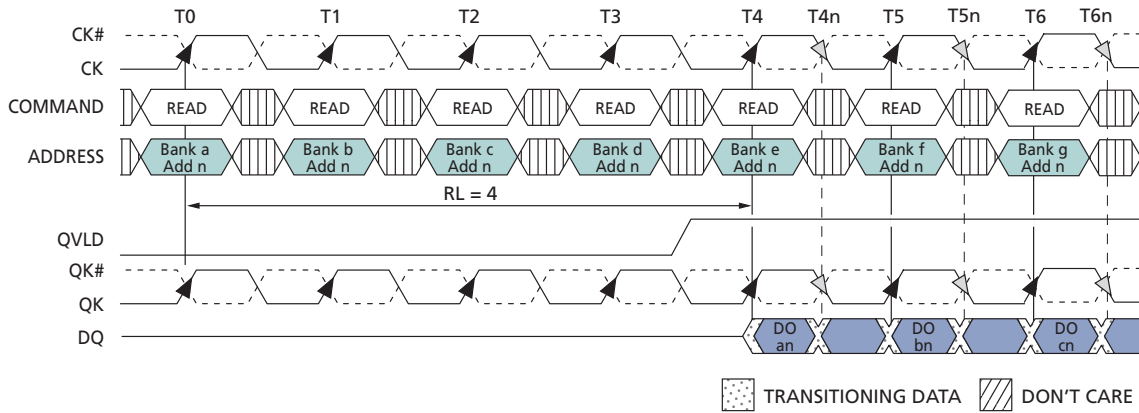 T0 T1 T2 T3 T4 T4n T5 T5n T6 T6n
CK#
CK
COMMAND READ READ READ READ READ READ READ
ADDRESS Bank a Bank b Bank c Bank d Bank e Bank f Bank g
Add n Add n Add n Add n Add n Add n Add n
RL = 4
QVLD
QK#
QK
DQ DO DO DO
an bn cn
TRANSITIONING DATA DON'T CARE